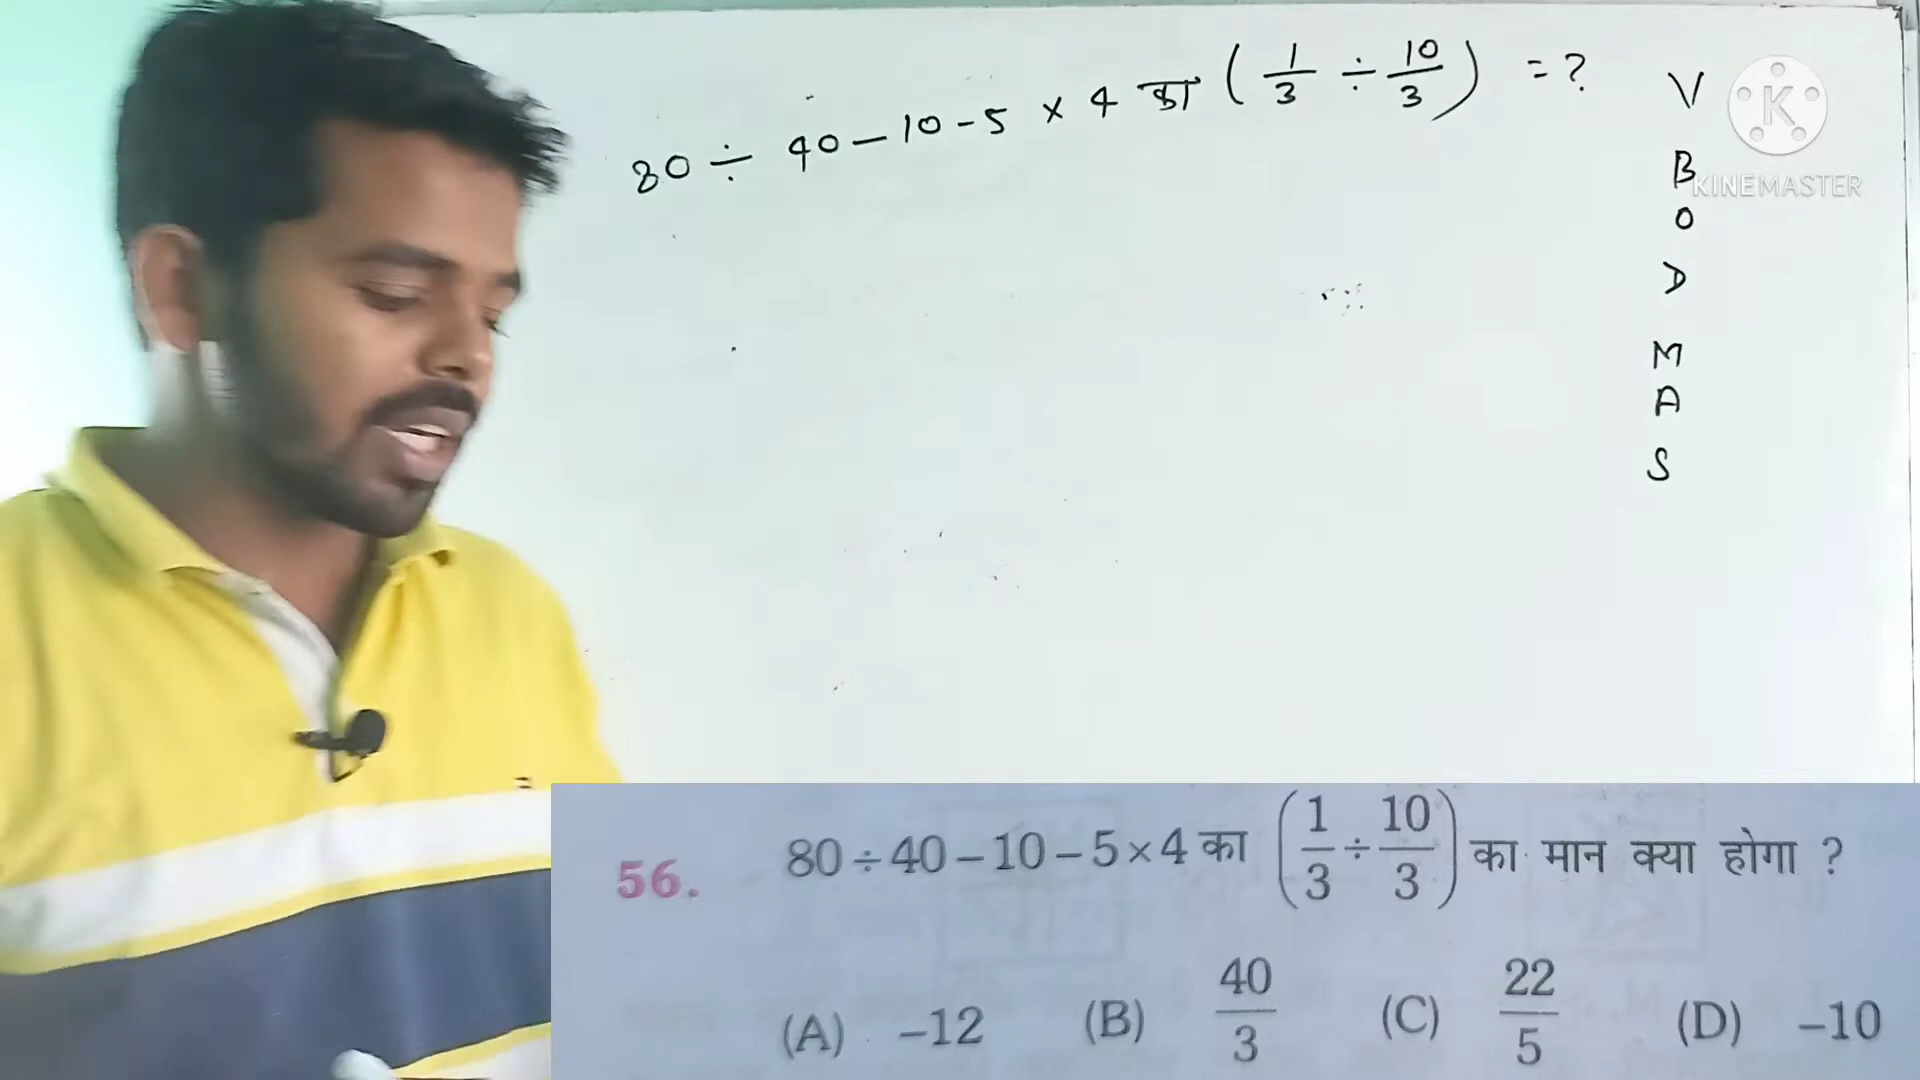 80 ÷ 40 – 10 - 5 × 4 का ( 1/3 ÷ 10/3 ) = ?
V
B
O
D
M
A
S
K
KINEMASTER
56. 80 ÷ 40 – 10 – 5 × 4 का ( 1/3 ÷ 10/3 ) का मान क्या होगा ?
(A) –12 (B) 40/3 (C) 22/5 (D) –10